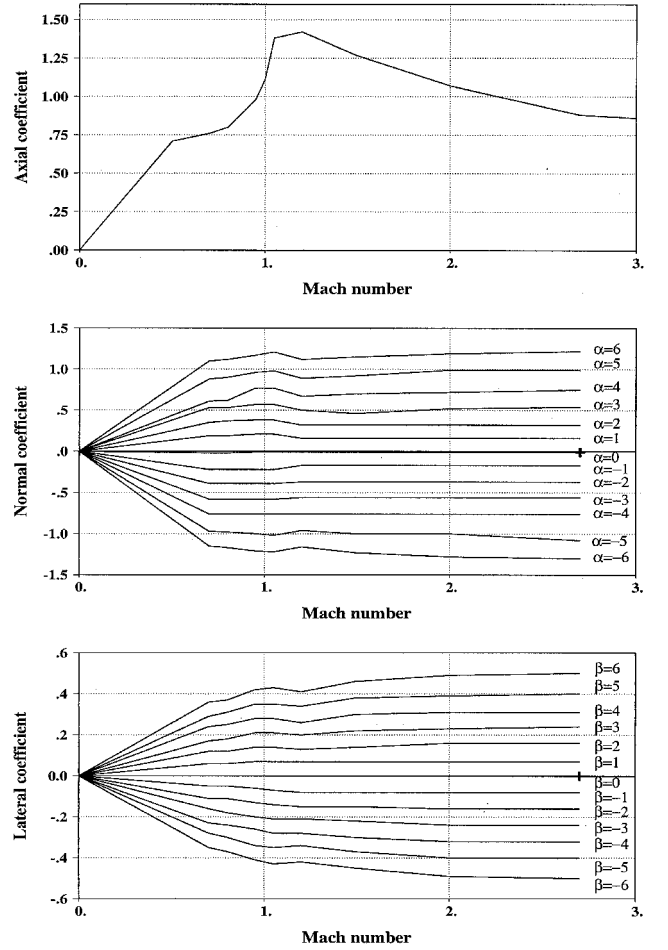 1.50
1.25
1.00
.75
.50
.25
.00
Axial coefficient
0. 1. 2. 3.
Mach number
1.5
1.0
.5
.0
-.5
-1.0
-1.5
Normal coefficient
α=6
α=5
α=4
α=3
α=2
α=1
α=0
α=−1
α=−2
α=−3
α=−4
α=−5
α=−6
0. 1. 2. 3.
Mach number
.6
.4
.2
0.0
-.2
-.4
-.6
Lateral coefficient
β=6
β=5
β=4
β=3
β=2
β=1
β=0
β=−1
β=−2
β=−3
β=−4
β=−5
β=−6
0. 1. 2. 3.
Mach number